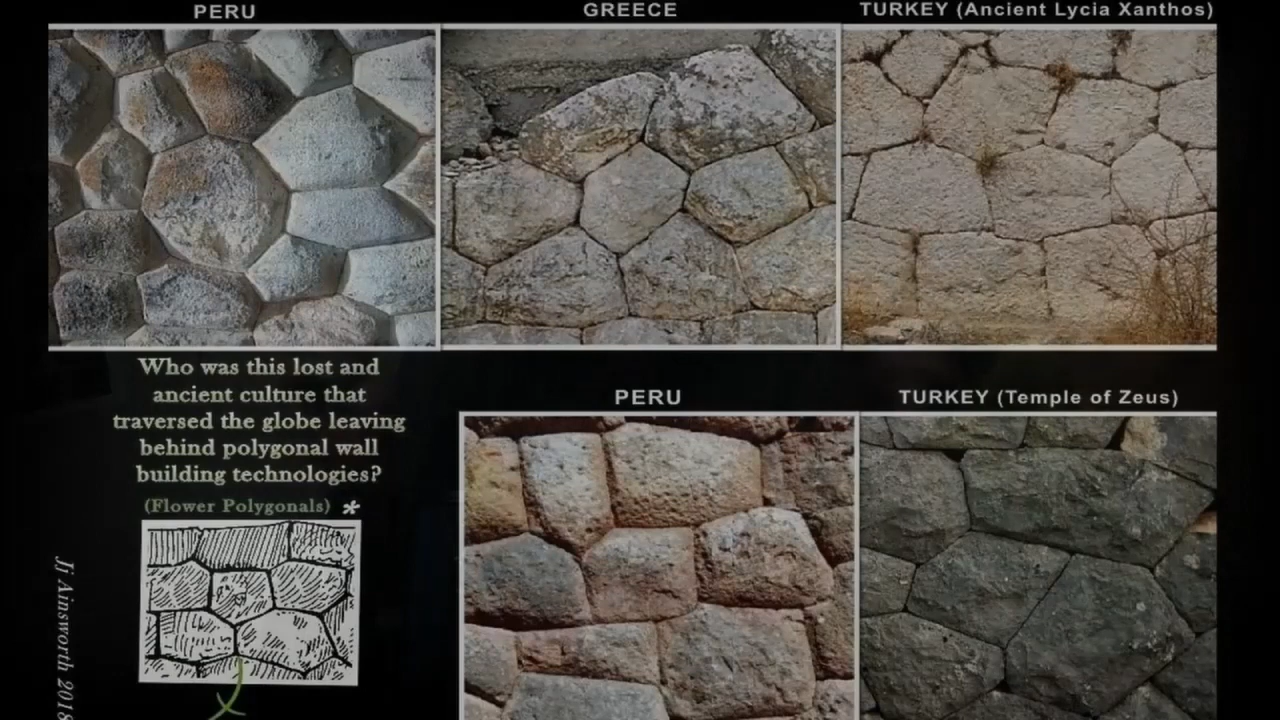 PERU
GREECE
TURKEY (Ancient Lycia Xanthos)
Who was this lost and
ancient culture that
traversed the globe leaving
behind polygonal wall
building technologies?
(Flower Polygonals) *
PERU
TURKEY (Temple of Zeus)
Jj Ainsworth 2018